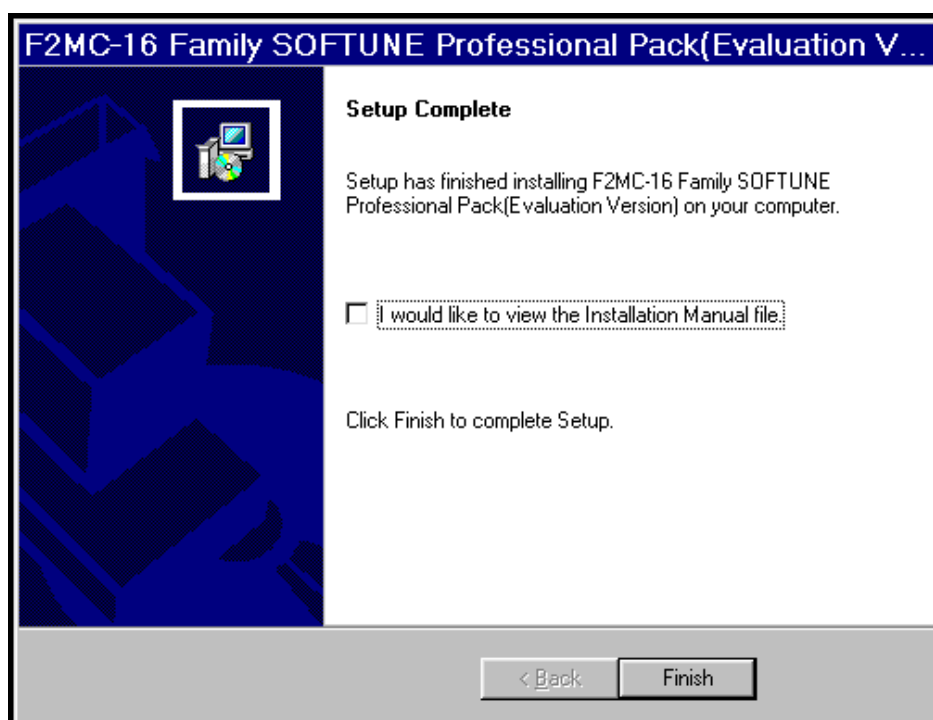 F2MC-16 Family SOFTUNE Professional Pack(Evaluation V...
Setup Complete
Setup has finished installing F2MC-16 Family SOFTUNE
Professional Pack(Evaluation Version) on your computer.
I would like to view the Installation Manual file.
Click Finish to complete Setup.
< Back
Finish